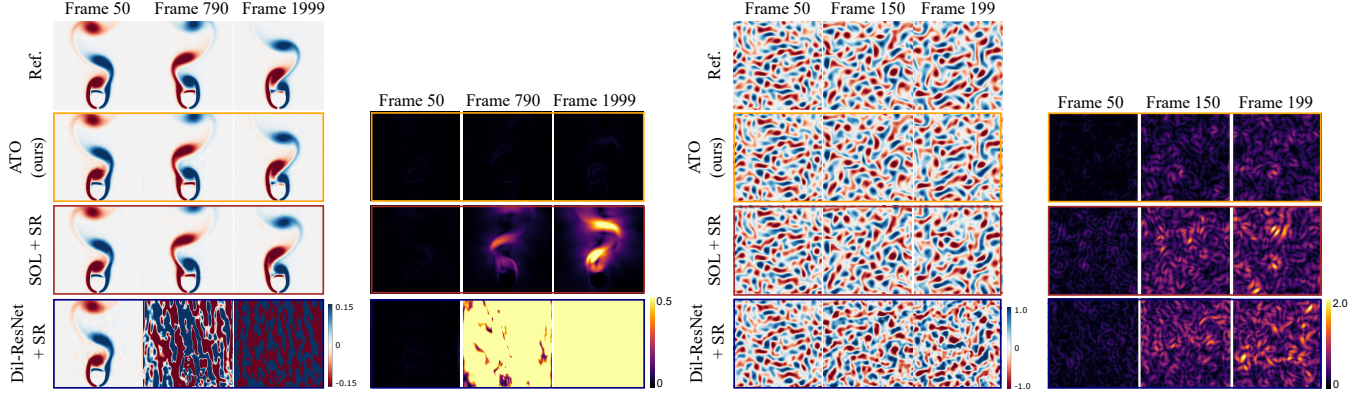 Frame 50 Frame 790 Frame 1999
Ref.
ATO
(ours)
SOL + SR
Dil-ResNet
+ SR
0.15
0
-0.15
Frame 50 Frame 790 Frame 1999
0.5
0
Frame 50 Frame 150 Frame 199
Ref.
ATO
(ours)
SOL + SR
Dil-ResNet
+ SR
1.0
0
-1.0
Frame 50 Frame 150 Frame 199
2.0
0